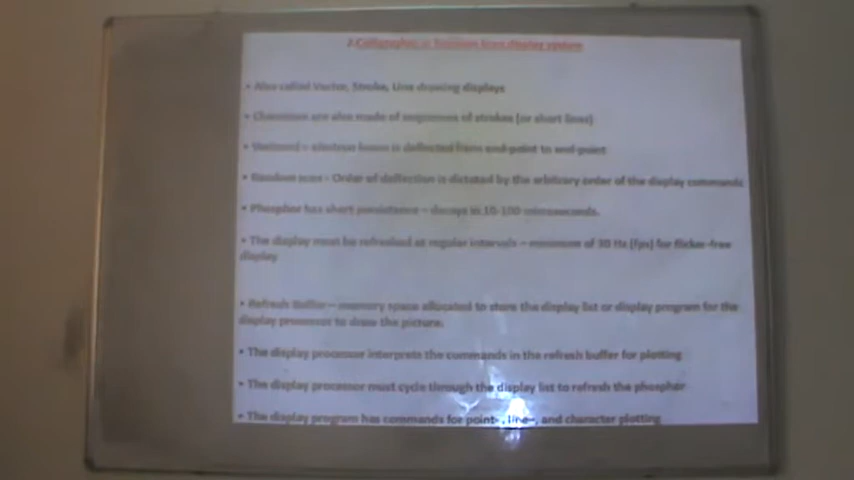 2.Calligraphic or Random Scan display system
• Also called Vector, Stroke, Line drawing displays
• Characters are also made of sequences of strokes (or short lines)
• Vectored – electron beam is deflected from end-point to end-point
• Random scan - Order of deflection is dictated by the arbitrary order of the display commands
• Phosphor has short persistence – decays in 10-100 microseconds.
• The display must be refreshed at regular intervals – minimum of 30 Hz (fps) for flicker-free
display
• Refresh Buffer – memory space allocated to store the display list or display program for the
display processor to draw the picture.
• The display processor interprets the commands in the refresh buffer for plotting
• The display processor must cycle through the display list to refresh the phosphor
• The display program has commands for point-, line-, and character plotting